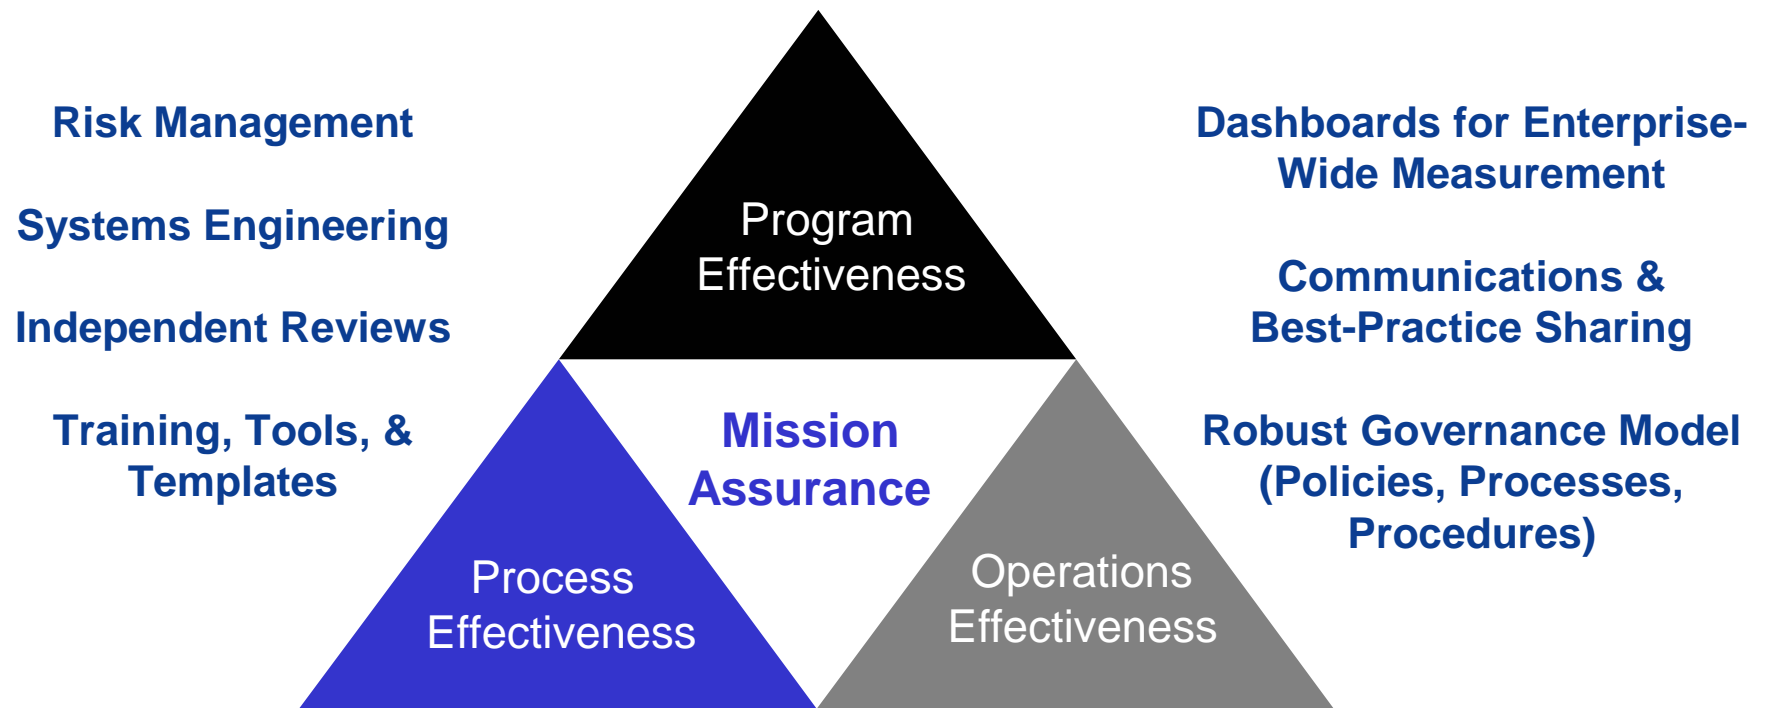 Risk Management
Systems Engineering
Independent Reviews
Training, Tools, &
Templates
Program
Effectiveness
Mission
Assurance
Process
Effectiveness
Operations
Effectiveness
Dashboards for Enterprise-
Wide Measurement
Communications &
Best-Practice Sharing
Robust Governance Model
(Policies, Processes,
Procedures)